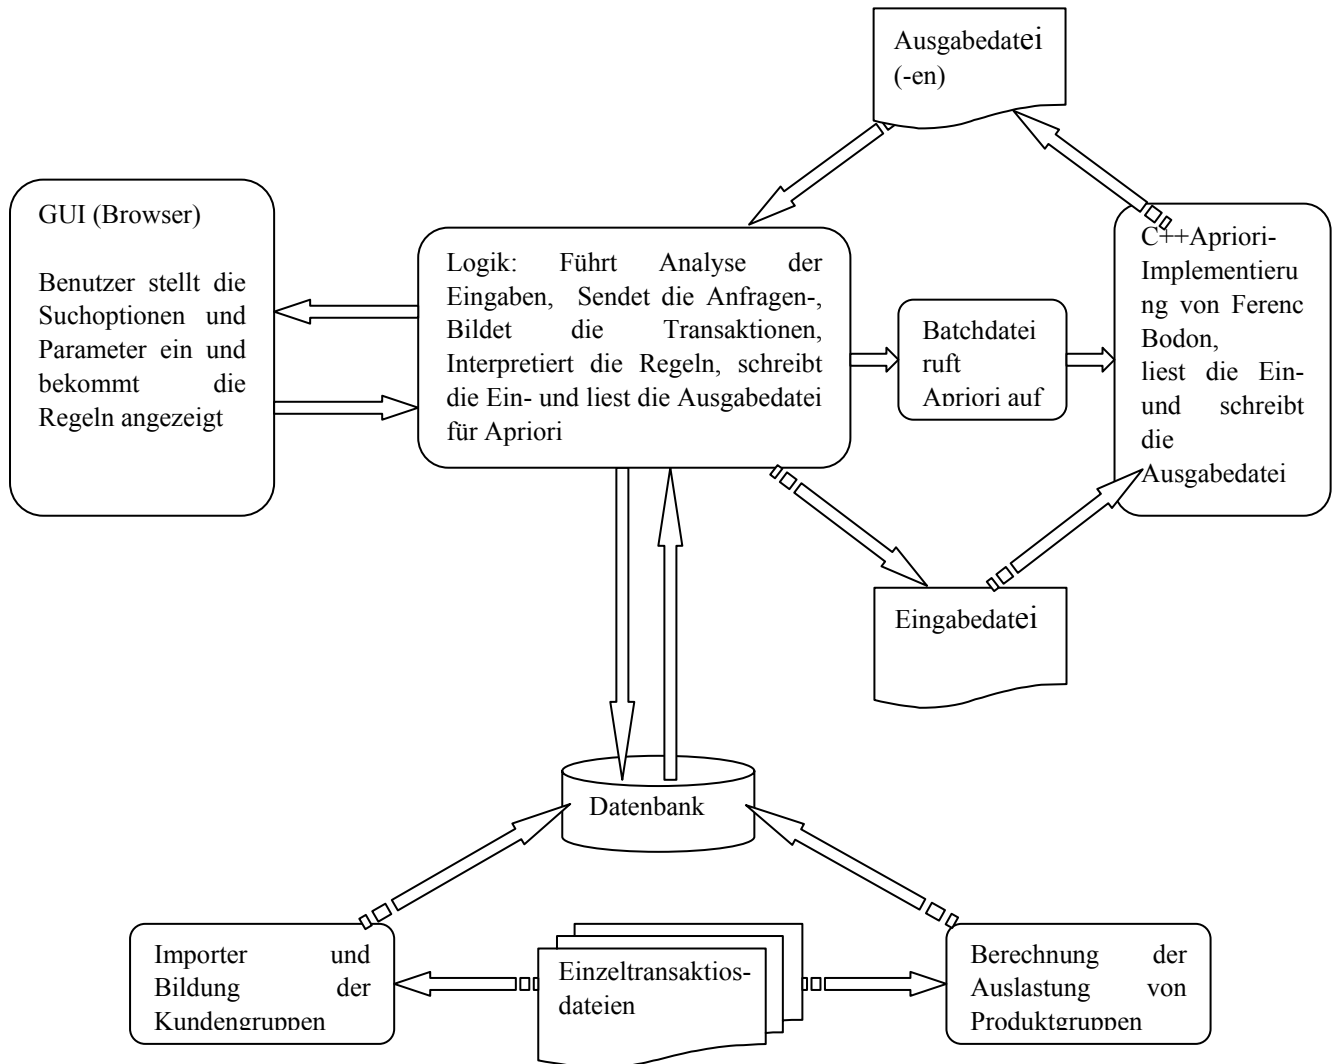 Ausgabedatei
(-en)
GUI (Browser)
Benutzer stellt die
Suchoptionen und
Parameter ein und
bekommt die
Regeln angezeigt
Logik: Führt Analyse der
Eingaben, Sendet die Anfragen-,
Bildet die Transaktionen,
Interpretiert die Regeln, schreibt
die Ein- und liest die Ausgabedatei
für Apriori
Batchdatei
ruft
Apriori auf
C++Apriori-
Implementieru
ng von Ferenc
Bodon,
liest die Ein-
und schreibt
die
Ausgabedatei
Eingabedatei
Datenbank
Importer und
Bildung der
Kundengruppen
Einzeltransaktios-
dateien
Berechnung der
Auslastung von
Produktgruppen